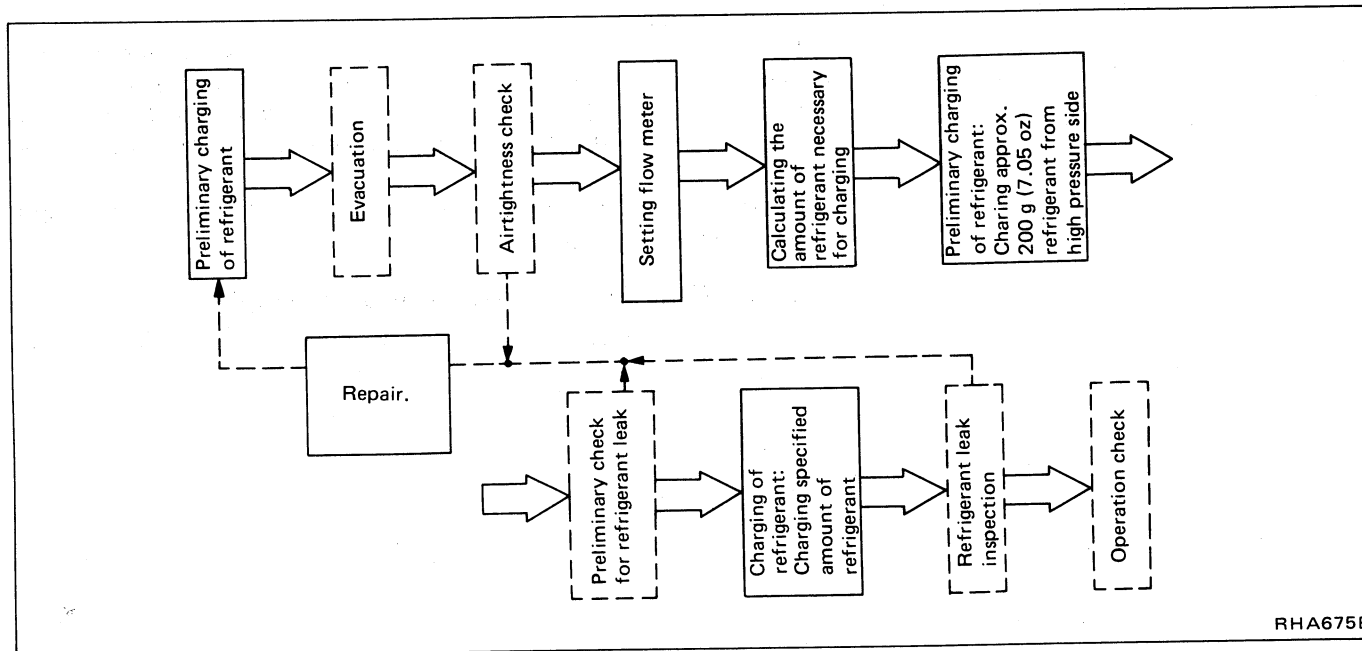 Preliminary charging
of refrigerant
Evacuation
Airtightness check
Setting flow meter
Calculating the
amount of
refrigerant necessary
for charging
Preliminary charging
of refrigerant:
Charing approx.
200 g (7.05 oz)
refrigerant from
high pressure side
Repair.
Preliminary check
for refrigerant leak
Charging of
refrigerant:
Charging specified
amount of
refrigerant
Refrigerant leak
inspection
Operation check
RHA675B